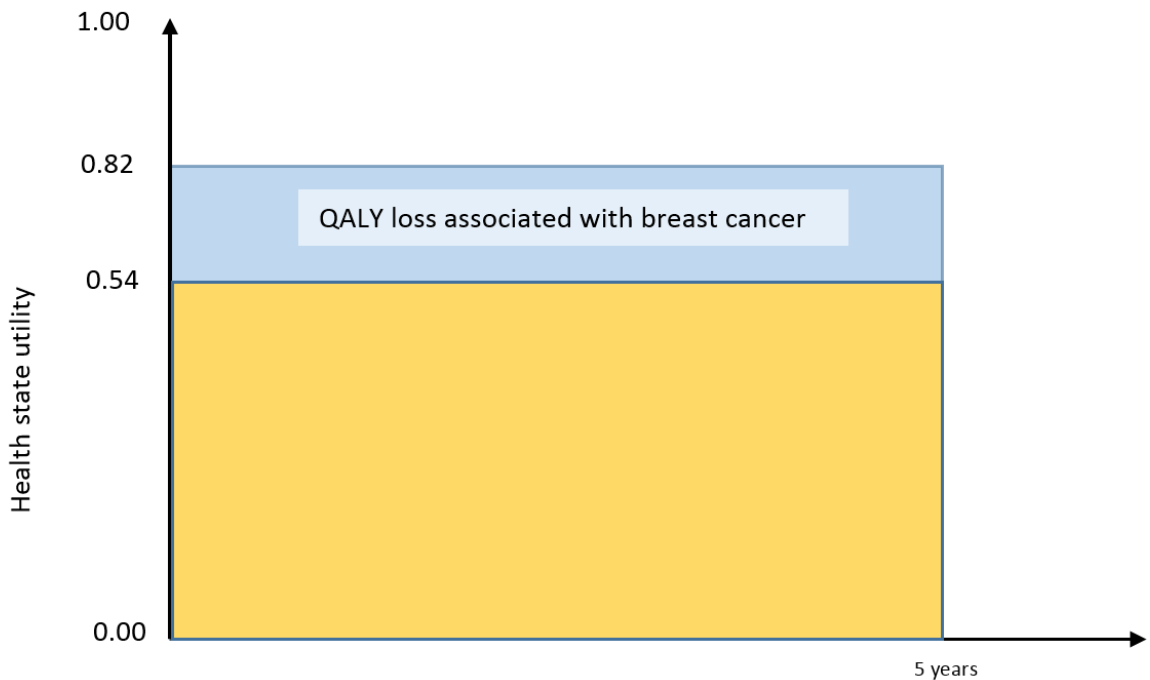 1.00
0.82
QALY loss associated with breast cancer
0.54
Health state utility
0.00
5 years